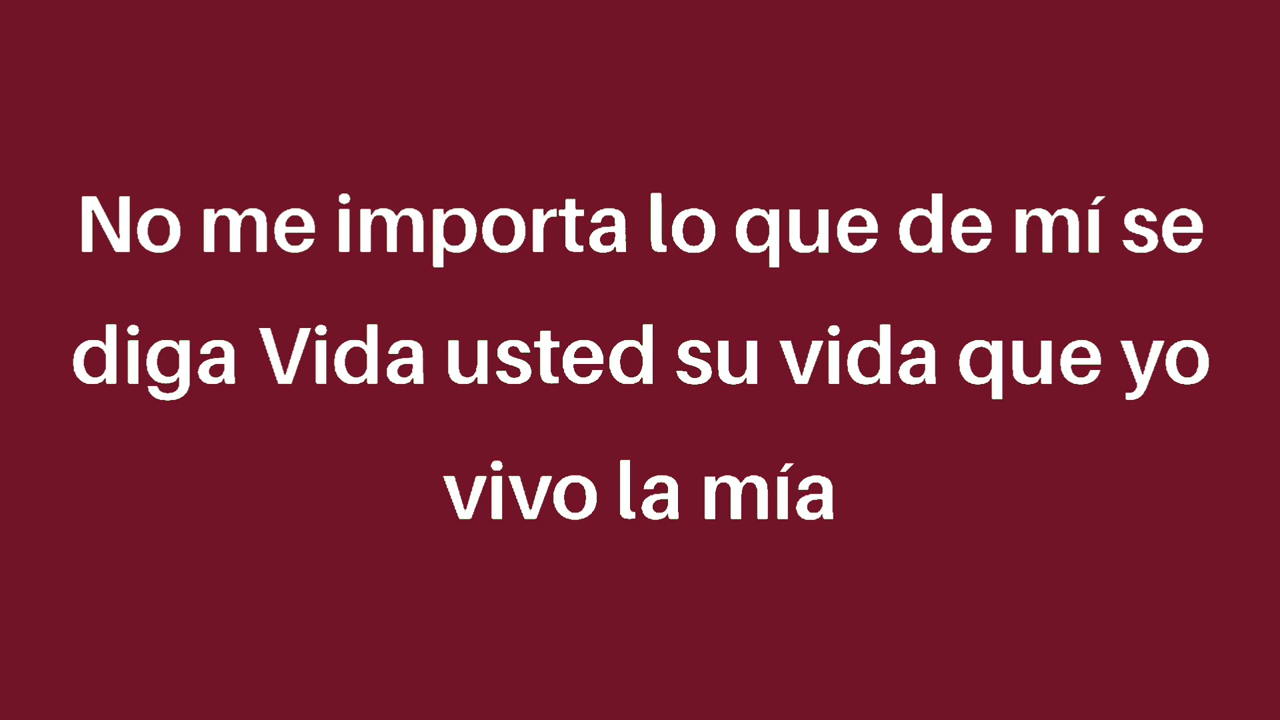 No me importa lo que de mí se
diga Vida usted su vida que yo
vivo la mía